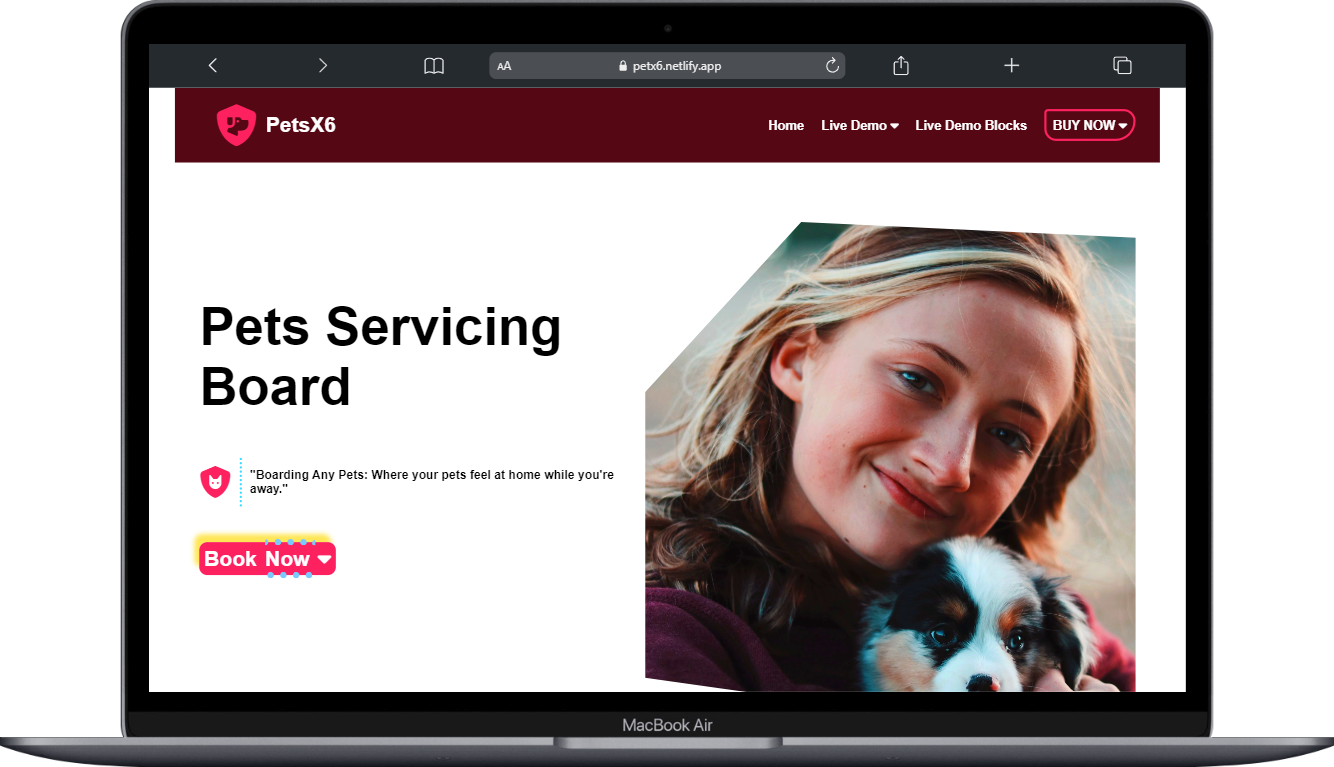 AA
petx6.netlify.app
PetsX6
Home
Live Demo
Live Demo Blocks
BUY NOW
Pets Servicing
Board
"Boarding Any Pets: Where your pets feel at home while you're
away."
Book Now
MacBook Air